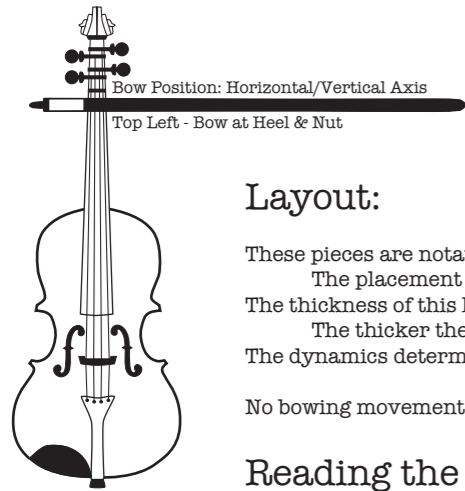 Bow Position: Horizontal/Vertical Axis
Top Left - Bow at Heel & Nut
Layout:
These pieces are nota
The placement
The thickness of this
The thicker the
The dynamics determ
No bowing movement
Reading the